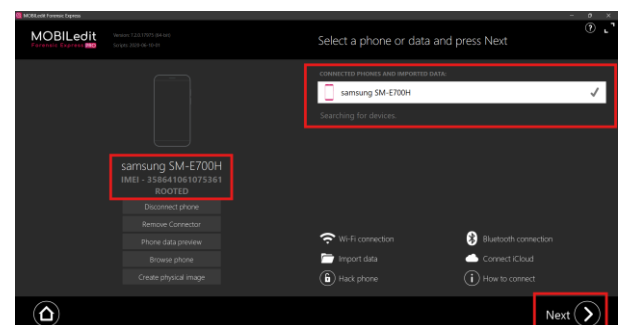 MOBILedit Forensic Express
MOBILedit
Forensic Express PRO
Select a phone or data and press Next
CONNECTED PHONES AND IMPORTED DATA:
samsung SM-E700H
Searching for devices.
samsung SM-E700H
IMEI - 358641061075361
ROOTED
Disconnect phone
Remove Connector
Phone data preview
Browse phone
Create physical image
Wi-Fi connection
Bluetooth connection
Import data
Connect iCloud
Hack phone
How to connect
Next